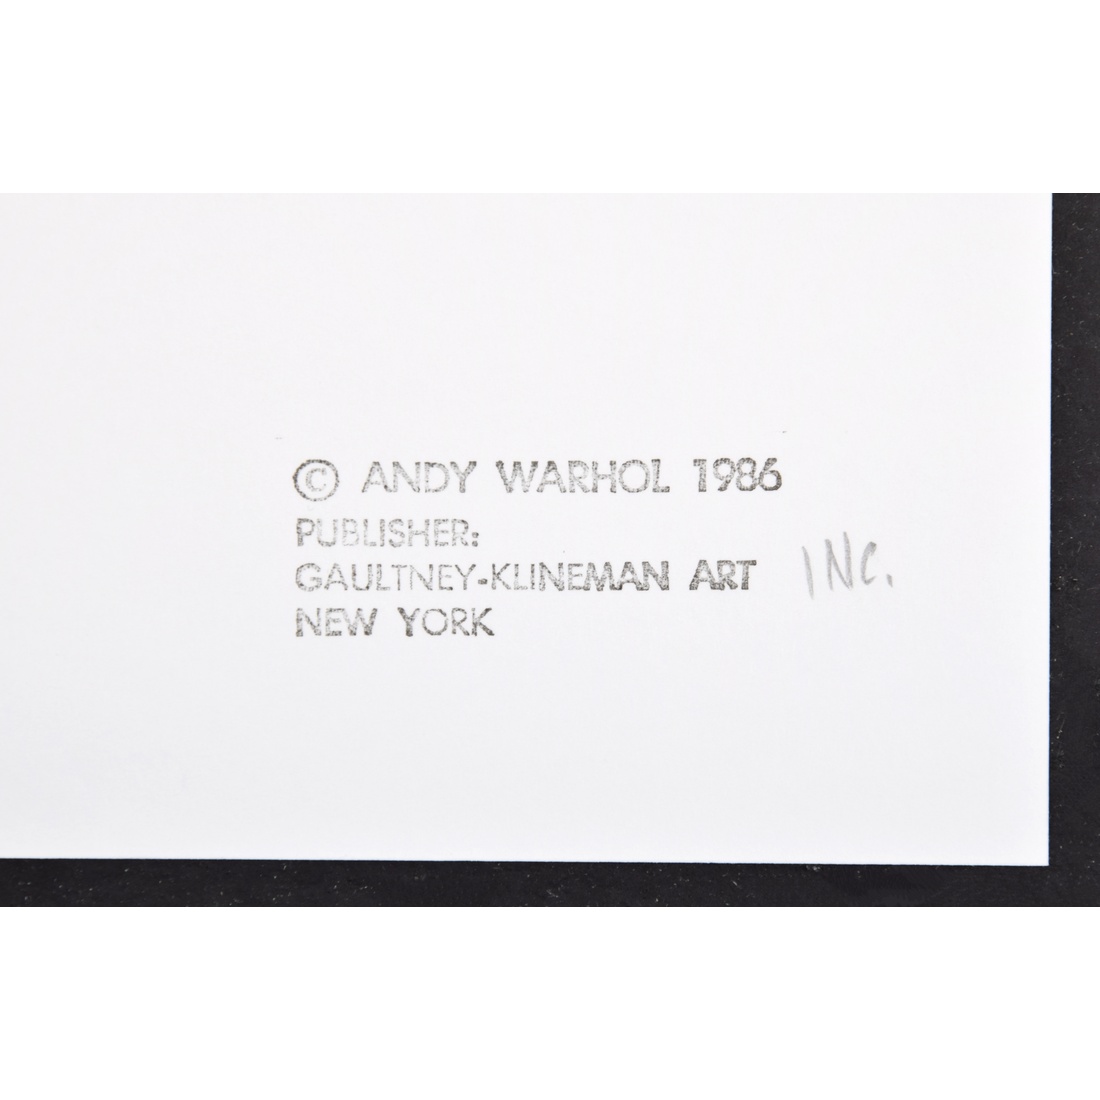 © ANDY WARHOL 1986
PUBLISHER:
GAULTNEY-KLINEMAN ART INC.
NEW YORK